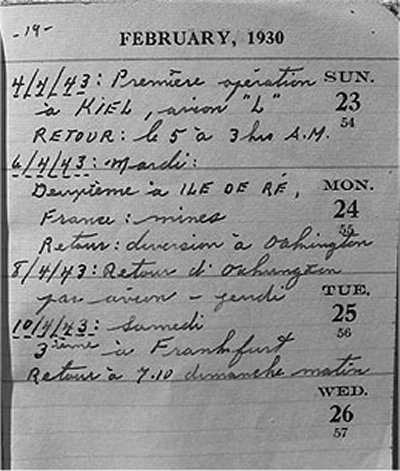 -19-
FEBRUARY, 1930
4/4/43: Première opération
SUN.
à KIEL, avion "L"
23
54
RETOUR: le 5 à 3 hrs A.M.
6/4/43: Mardi:
Deuxième à ILE DE RÉ,
MON.
France: mines
24
55
Retour: diversion à Oakington
8/4/43: Retour d'Oakington
par avion - jeudi
TUE.
25
10/4/43: Samedi
56
3ième à Frankfurt
Retour à 7.10 dimanche matin
WED.
26
57